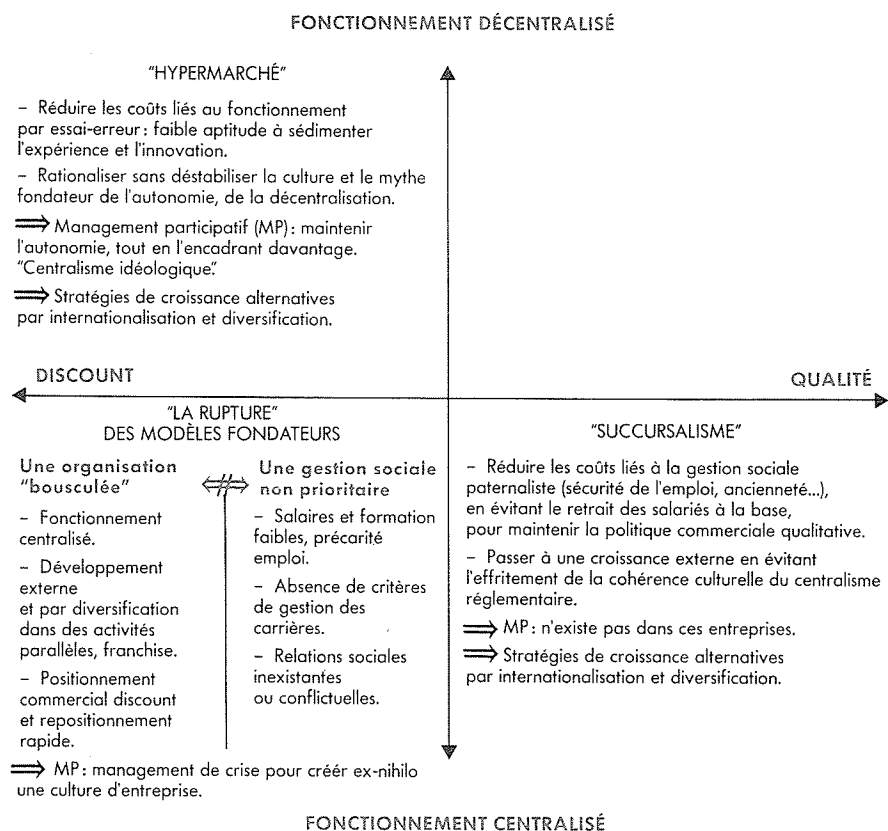 FONCTIONNEMENT DÉCENTRALISÉ
"HYPERMARCHÉ"
– Réduire les coûts liés au fonctionnement
par essai-erreur : faible aptitude à sédimenter
l'expérience et l'innovation.
– Rationaliser sans déstabiliser la culture et le mythe
fondateur de l'autonomie, de la décentralisation.
⟹ Management participatif (MP) : maintenir
l'autonomie, tout en l'encadrant davantage.
"Centralisme idéologique".
⟹ Stratégies de croissance alternatives
par internationalisation et diversification.
DISCOUNT
QUALITÉ
"LA RUPTURE"
DES MODÈLES FONDATEURS
Une organisation
"bousculée"
– Fonctionnement
centralisé.
– Développement
externe
et par diversification
dans des activités
parallèles, franchise.
– Positionnement
commercial discount
et repositionnement
rapide.
Une gestion sociale
non prioritaire
– Salaires et formation
faibles, précarité
emploi.
– Absence de critères
de gestion des
carrières.
– Relations sociales
inexistantes
ou conflictuelles.
⟹ MP : management de crise pour créér ex-nihilo
une culture d'entreprise.
"SUCCURSALISME"
– Réduire les coûts liés à la gestion sociale
paternaliste (sécurité de l'emploi, ancienneté...),
en évitant le retrait des salariés à la base,
pour maintenir la politique commerciale qualitative.
– Passer à une croissance externe en évitant
l'effritement de la cohérence culturelle du centralisme
réglementaire.
⟹ MP : n'existe pas dans ces entreprises.
⟹ Stratégies de croissance alternatives
par internationalisation et diversification.
FONCTIONNEMENT CENTRALISÉ